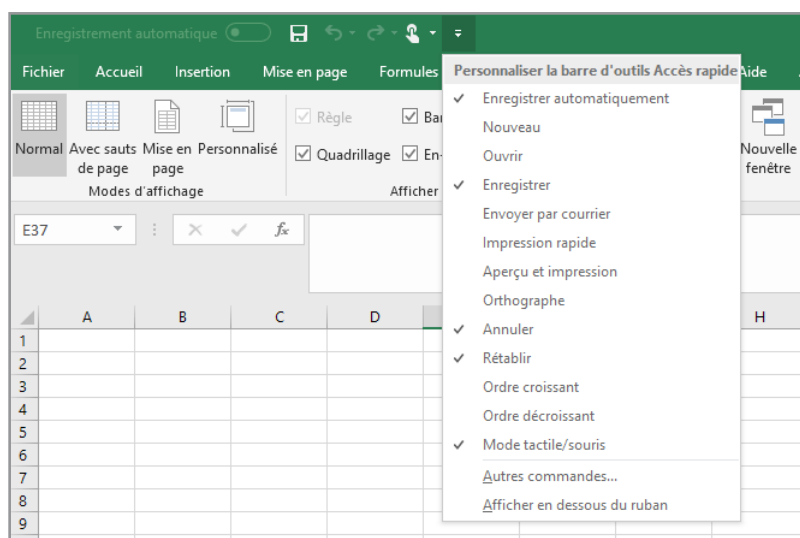 Enregistrement automatique
Fichier Accueil Insertion Mise en page Formules Aide
Personnaliser la barre d'outils Accès rapide
Enregistrer automatiquement
Nouveau
Ouvrir
Enregistrer
Envoyer par courrier
Impression rapide
Aperçu et impression
Orthographe
Annuler
Rétablir
Ordre croissant
Ordre décroissant
Mode tactile/souris
Autres commandes...
Afficher en dessous du ruban
Règle Bar
Normal Avec sauts Mise en Personnalisé Quadrillage En- Nouvelle
de page page fenêtre
Modes d'affichage Afficher
E37 fx
A B C D H
1
2
3
4
5
6
7
8
9